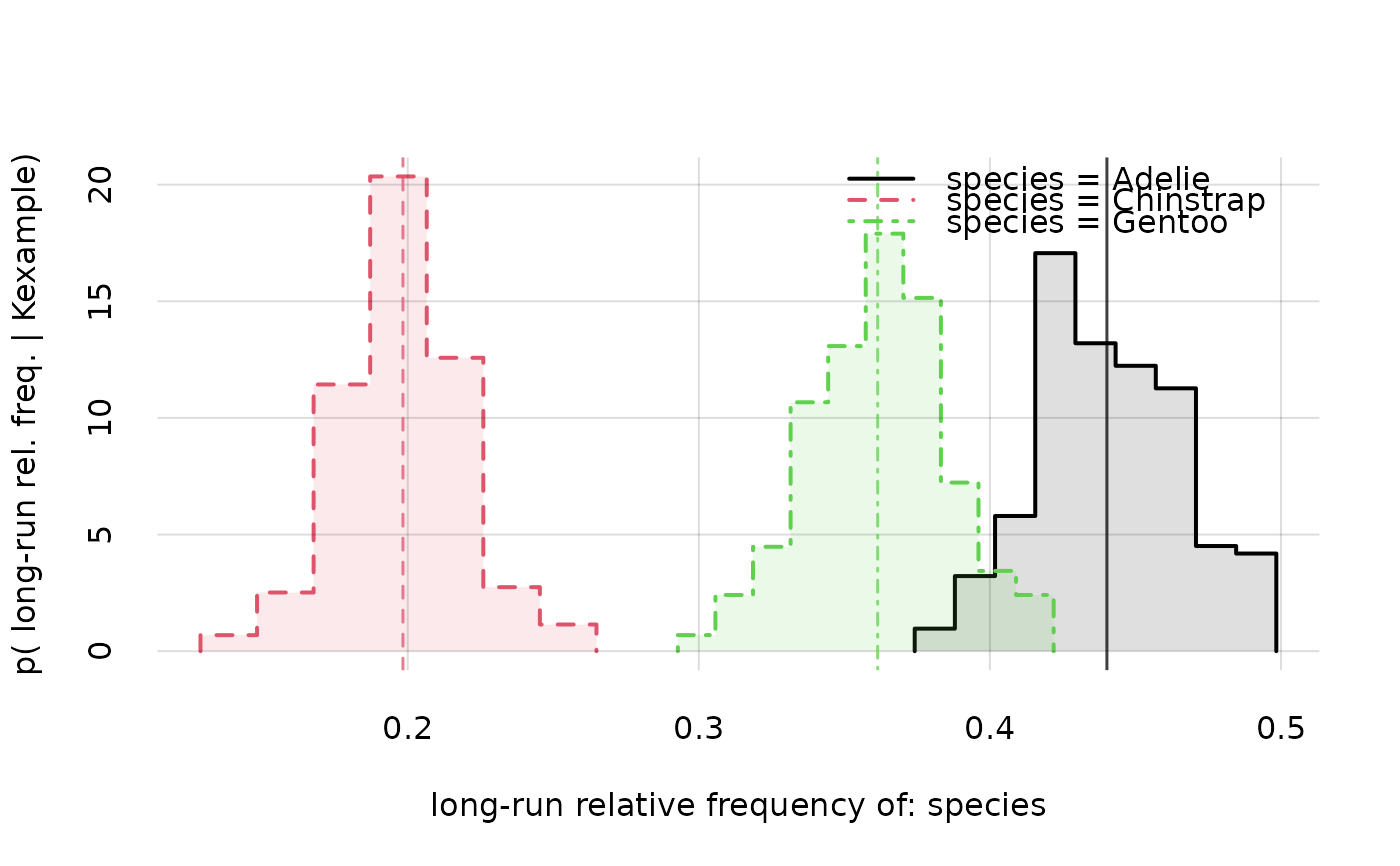 species = Adelie
species = Chinstrap
species = Gentoo
p( long-run rel. freq. | Kexample)
20
15
10
5
0
0.2 0.3 0.4 0.5
long-run relative frequency of: species